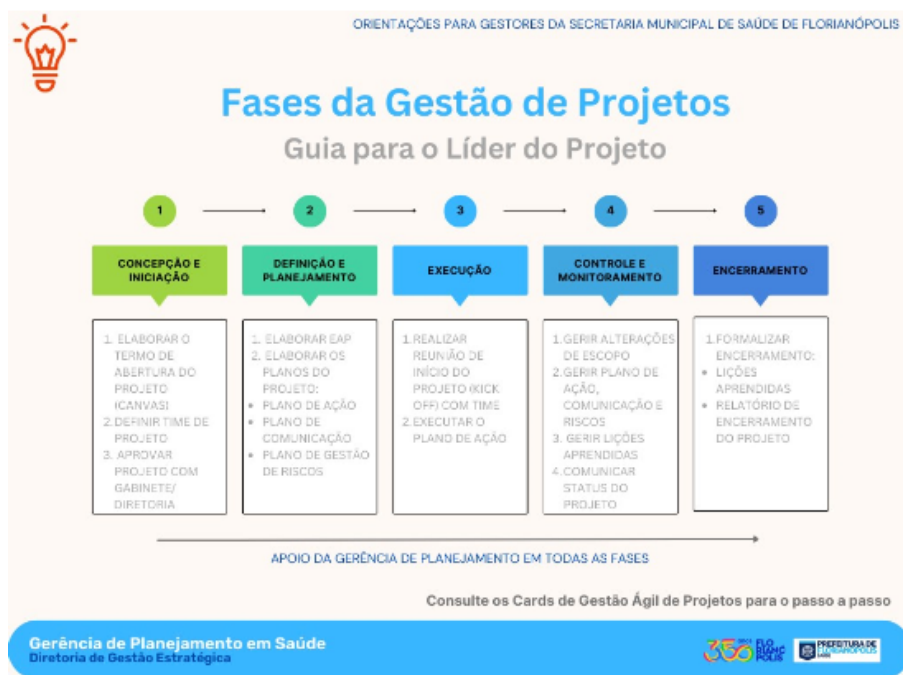 ORIENTAÇÕES PARA GESTORES DA SECRETARIA MUNICIPAL DE SAÚDE DE FLORIANÓPOLIS
Fases da Gestão de Projetos
Guia para o Líder do Projeto
1
2
3
4
5
CONCEPÇÃO E
INICIAÇÃO
DEFINIÇÃO E
PLANEJAMENTO
EXECUÇÃO
CONTROLE E
MONITORAMENTO
ENCERRAMENTO
1. ELABORAR O
TERMO DE
ABERTURA DO
PROJETO
(CANVAS)
2. DEFINIR TIME DE
PROJETO
3. APROVAR
PROJETO COM
GABINETE/
DIRETORIA
1. ELABORAR EAP
2. ELABORAR OS
PLANOS DO
PROJETO:
• PLANO DE AÇÃO
• PLANO DE
COMUNICAÇÃO
• PLANO DE GESTÃO
DE RISCOS
1. REALIZAR
REUNIÃO DE
INÍCIO DO
PROJETO (KICK
OFF) COM TIME
2. EXECUTAR O
PLANO DE AÇÃO
1. GERIR ALTERAÇÕES
DE ESCOPO
2. GERIR PLANO DE
AÇÃO,
COMUNICAÇÃO E
RISCOS
3. GERIR LIÇÕES
APRENDIDAS
4. COMUNICAR
STATUS DO
PROJETO
1. FORMALIZAR
ENCERRAMENTO:
• LIÇÕES
APRENDIDAS
• RELATÓRIO DE
ENCERRAMENTO
DO PROJETO
APOIO DA GERÊNCIA DE PLANEJAMENTO EM TODAS AS FASES
Consulte os Cards de Gestão Ágil de Projetos para o passo a passo
Gerência de Planejamento em Saúde
Diretoria de Gestão Estratégica
350
FLO
RIANÓ
POLIS
PREFEITURA DE
FLORIANÓPOLIS